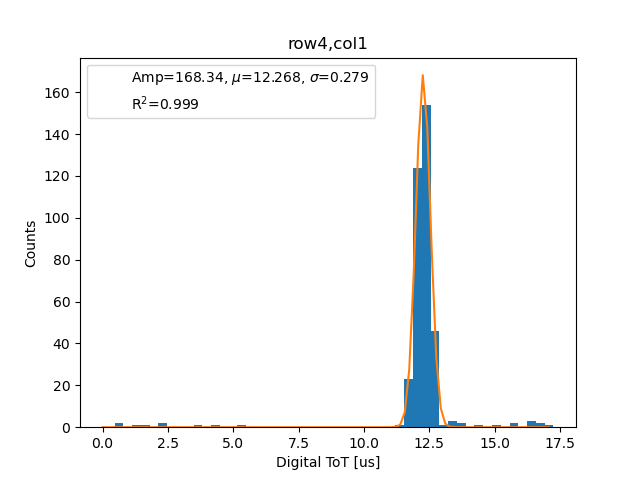 row4,col1
Amp=168.34, μ=12.268, σ=0.279
R²=0.999
160
140
120
100
80
60
40
20
0
Counts
0.0 2.5 5.0 7.5 10.0 12.5 15.0 17.5
Digital ToT [us]